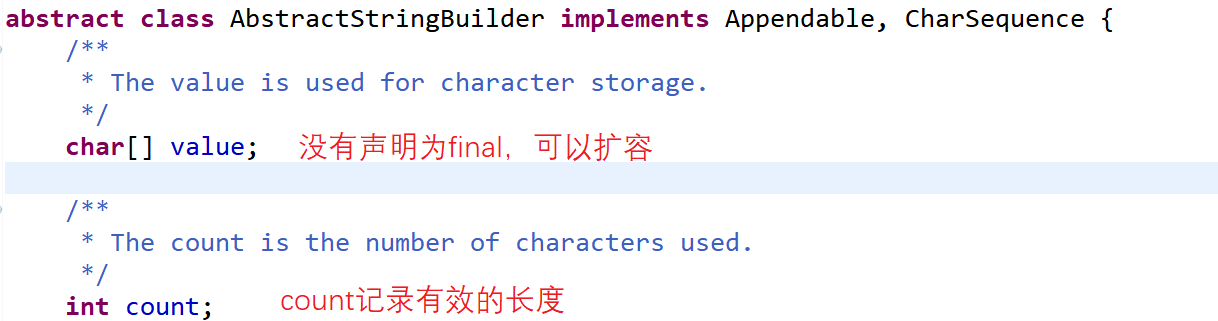 abstract class AbstractStringBuilder implements Appendable, CharSequence {
/**
* The value is used for character storage.
*/
char[] value; 没有声明为final，可以扩容
/**
* The count is the number of characters used.
*/
int count; count记录有效的长度